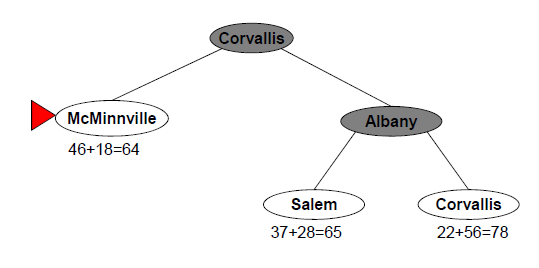 Corvallis
McMinnville
Albany
46+18=64
Salem
Corvallis
37+28=65
22+56=78